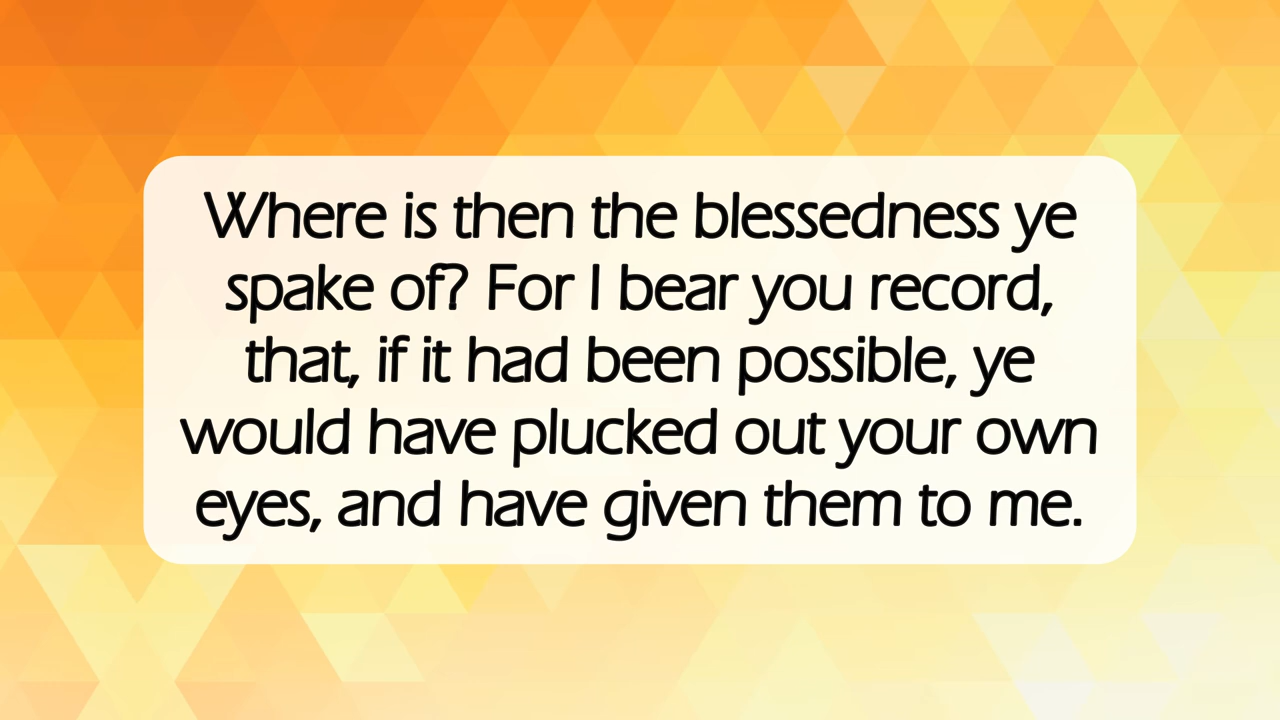 Where is then the blessedness ye
spake of? For I bear you record,
that, if it had been possible, ye
would have plucked out your own
eyes, and have given them to me.